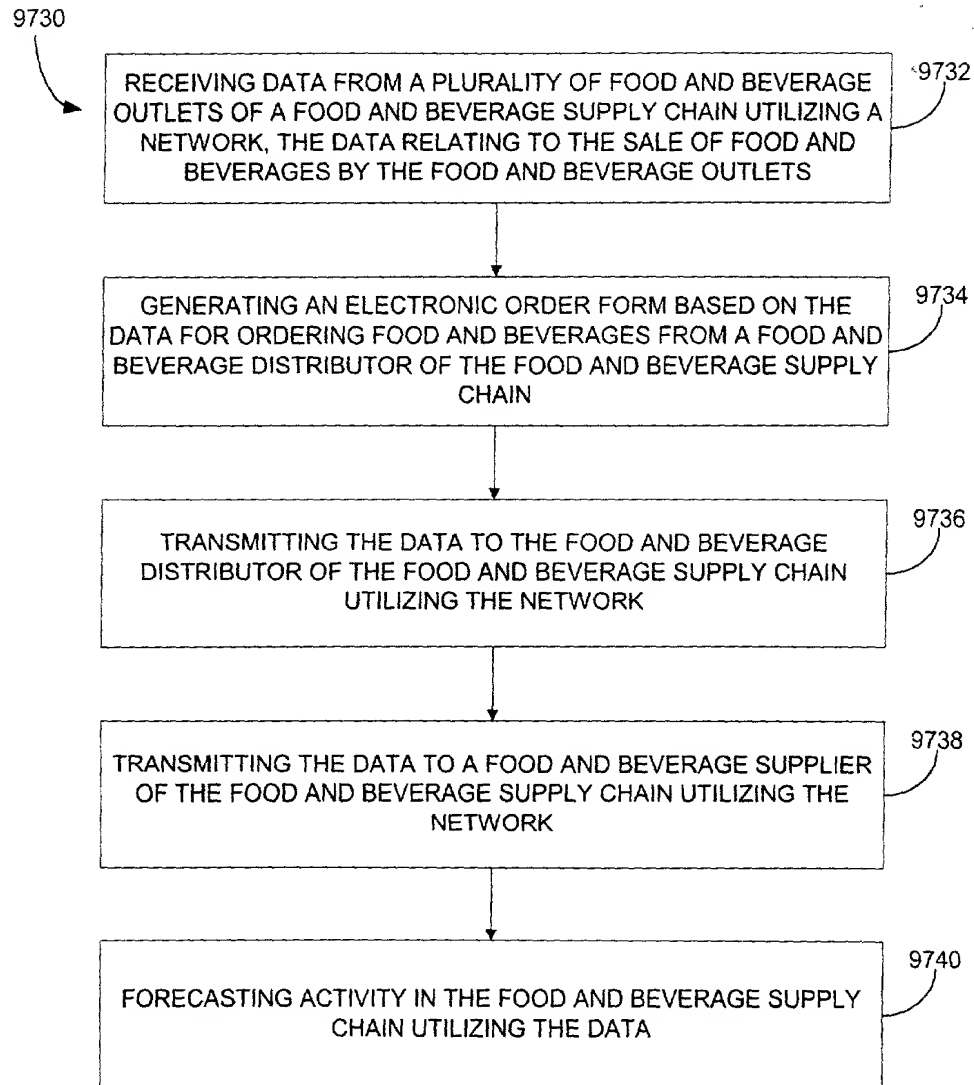 9730
RECEIVING DATA FROM A PLURALITY OF FOOD AND BEVERAGE
OUTLETS OF A FOOD AND BEVERAGE SUPPLY CHAIN UTILIZING A
NETWORK, THE DATA RELATING TO THE SALE OF FOOD AND
BEVERAGES BY THE FOOD AND BEVERAGE OUTLETS
9732
GENERATING AN ELECTRONIC ORDER FORM BASED ON THE
DATA FOR ORDERING FOOD AND BEVERAGES FROM A FOOD AND
BEVERAGE DISTRIBUTOR OF THE FOOD AND BEVERAGE SUPPLY
CHAIN
9734
TRANSMITTING THE DATA TO THE FOOD AND BEVERAGE
DISTRIBUTOR OF THE FOOD AND BEVERAGE SUPPLY CHAIN
UTILIZING THE NETWORK
9736
TRANSMITTING THE DATA TO A FOOD AND BEVERAGE SUPPLIER
OF THE FOOD AND BEVERAGE SUPPLY CHAIN UTILIZING THE
NETWORK
9738
FORECASTING ACTIVITY IN THE FOOD AND BEVERAGE SUPPLY
CHAIN UTILIZING THE DATA
9740